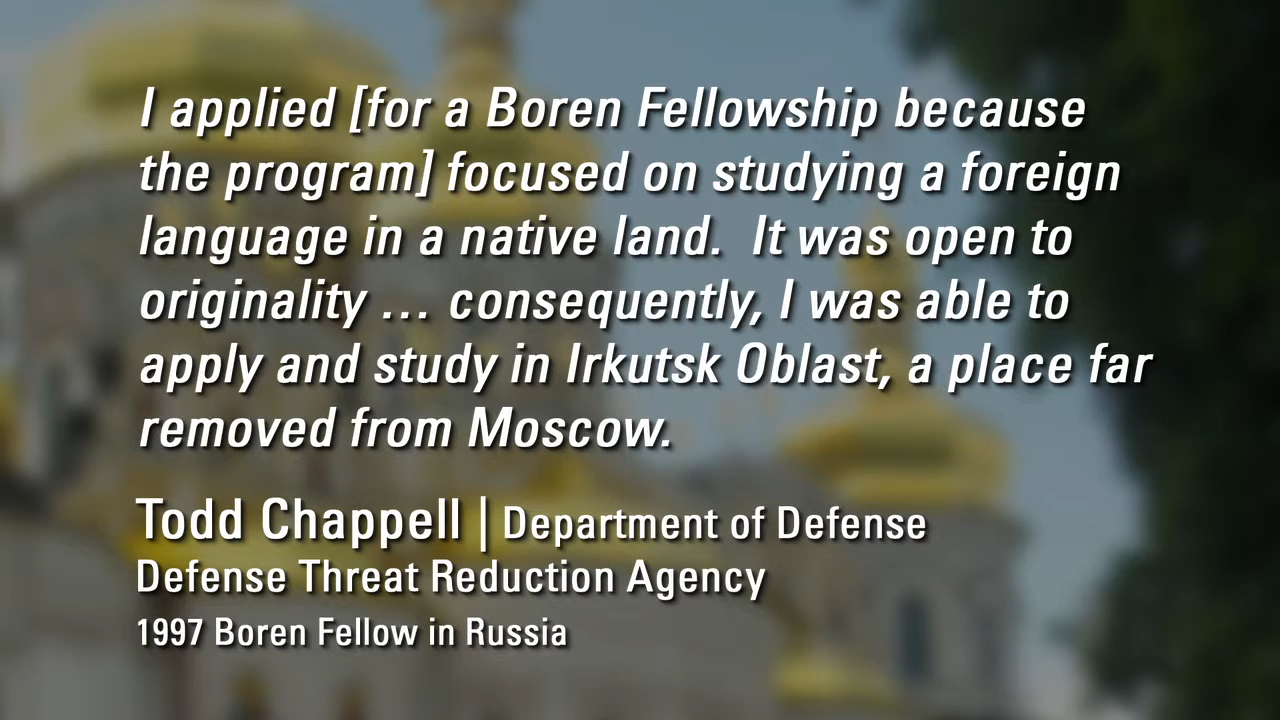 I applied [for a Boren Fellowship because
the program] focused on studying a foreign
language in a native land.  It was open to
originality … consequently, I was able to
apply and study in Irkutsk Oblast, a place far
removed from Moscow.
Todd Chappell | Department of Defense
Defense Threat Reduction Agency
1997 Boren Fellow in Russia